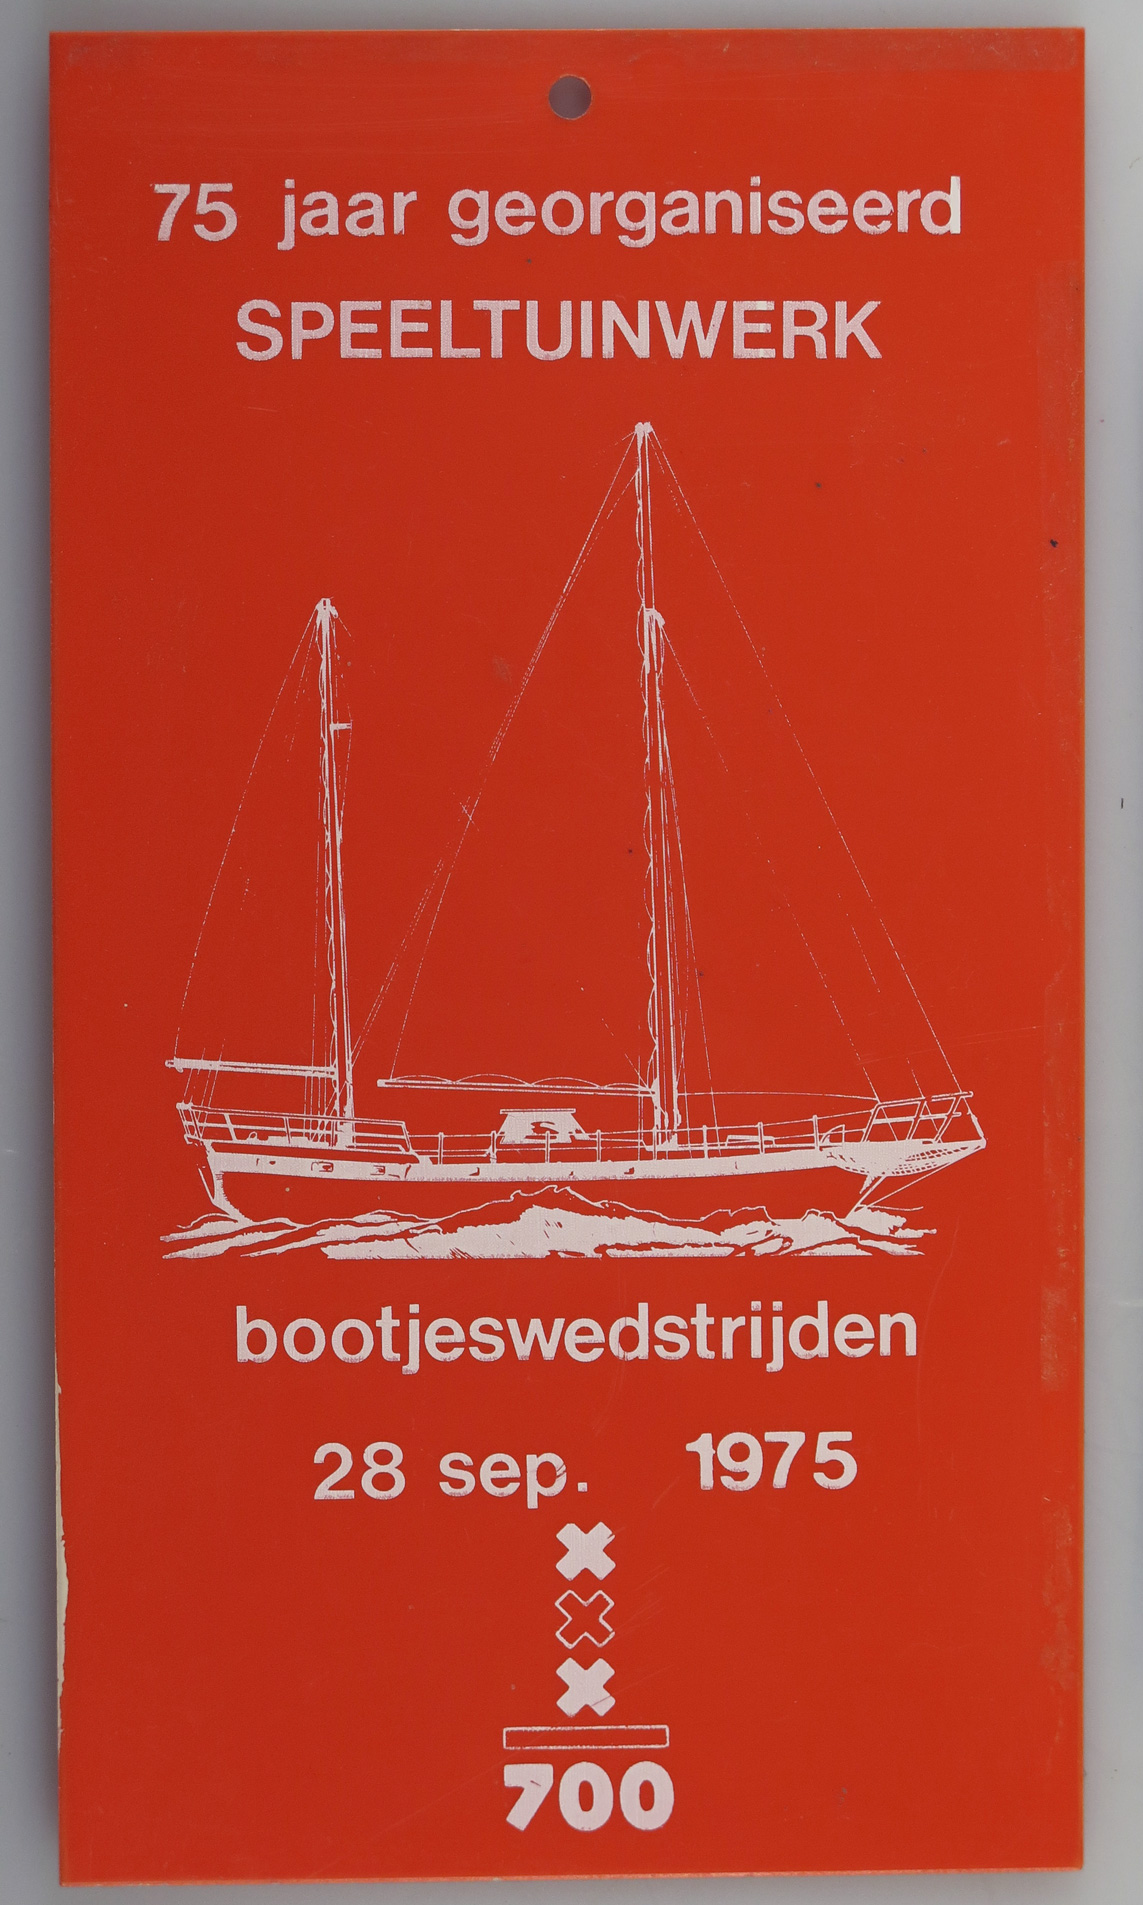 75 jaar georganiseerd
SPEELTUINWERK
bootjeswedstrijden
28 sep. 1975
700